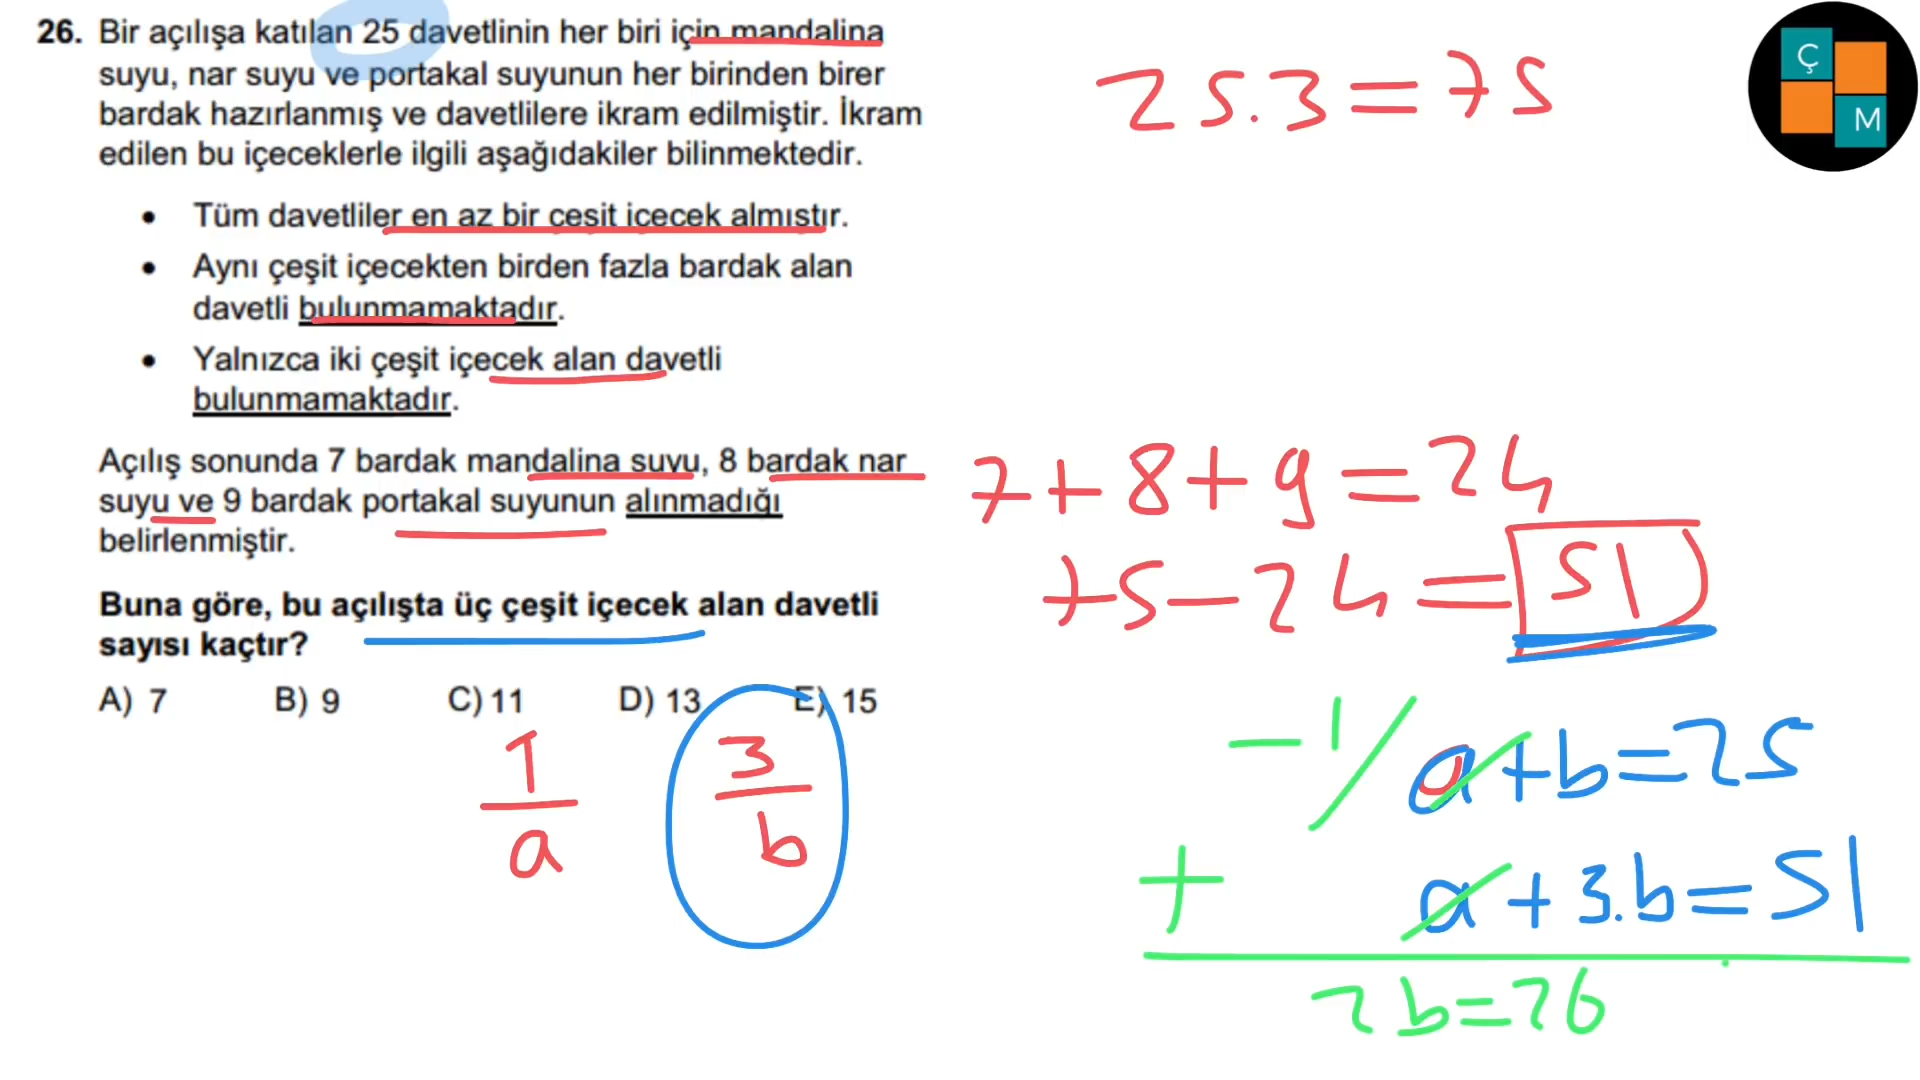 26. Bir açılışa katılan 25 davetlinin her biri için mandalina
suyu, nar suyu ve portakal suyunun her birinden birer
bardak hazırlanmış ve davetlilere ikram edilmiştir. İkram
edilen bu içeceklerle ilgili aşağıdakiler bilinmektedir.
• Tüm davetliler en az bir çeşit içecek almıştır.
• Aynı çeşit içecekten birden fazla bardak alan
davetli bulunmamaktadır.
• Yalnızca iki çeşit içecek alan davetli
bulunmamaktadır.
Açılış sonunda 7 bardak mandalina suyu, 8 bardak nar
suyu ve 9 bardak portakal suyunun alınmadığı
belirlenmiştir.
Buna göre, bu açılışta üç çeşit içecek alan davetli
sayısı kaçtır?
A) 7 B) 9 C) 11 D) 13 E) 15
1
a
3
b
25.3=75
7+8+9=24
75-24=51
-1/ a+b=25
+ a+3.b=51
2b=26
Ç
M